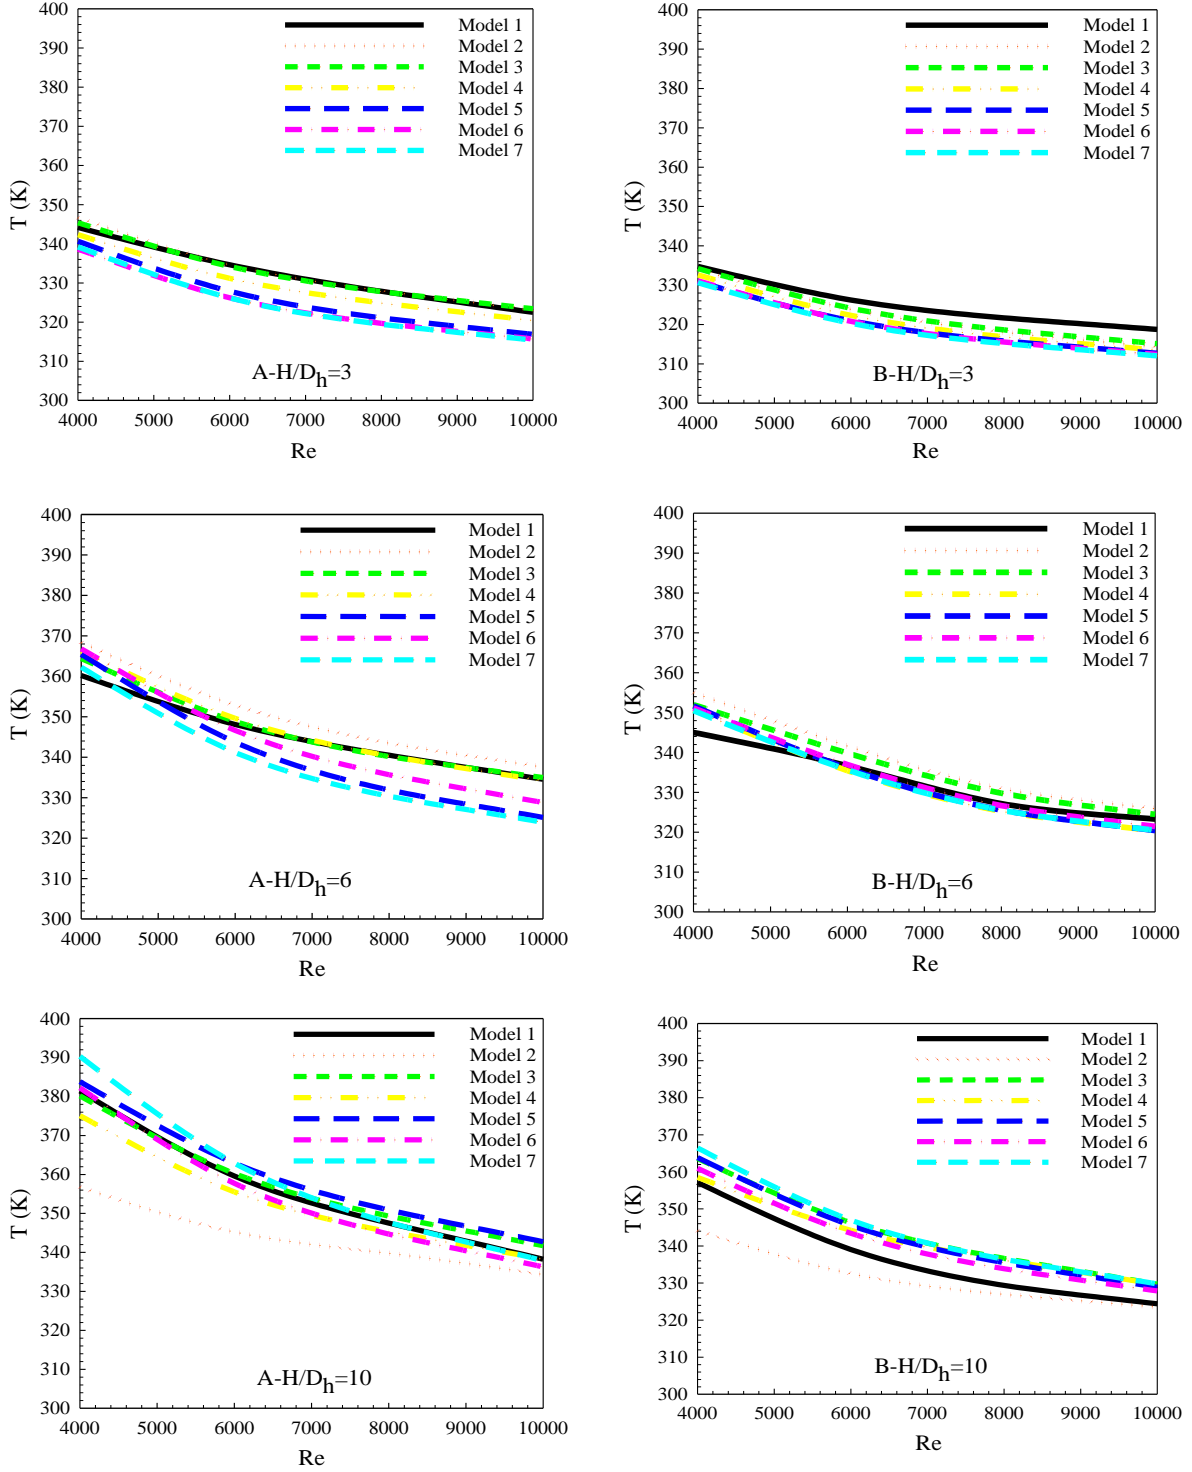 400
390
380
370
360
350
340
330
320
310
300
T (K)
Model 1
Model 2
Model 3
Model 4
Model 5
Model 6
Model 7
A-H/Dh=3
4000 5000 6000 7000 8000 9000 10000
Re
400
390
380
370
360
350
340
330
320
310
300
T (K)
Model 1
Model 2
Model 3
Model 4
Model 5
Model 6
Model 7
B-H/Dh=3
4000 5000 6000 7000 8000 9000 10000
Re
400
390
380
370
360
350
340
330
320
310
300
T (K)
Model 1
Model 2
Model 3
Model 4
Model 5
Model 6
Model 7
A-H/Dh=6
4000 5000 6000 7000 8000 9000 10000
Re
400
390
380
370
360
350
340
330
320
310
300
T (K)
Model 1
Model 2
Model 3
Model 4
Model 5
Model 6
Model 7
B-H/Dh=6
4000 5000 6000 7000 8000 9000 10000
Re
400
390
380
370
360
350
340
330
320
310
300
T (K)
Model 1
Model 2
Model 3
Model 4
Model 5
Model 6
Model 7
A-H/Dh=10
4000 5000 6000 7000 8000 9000 10000
Re
400
390
380
370
360
350
340
330
320
310
300
T (K)
Model 1
Model 2
Model 3
Model 4
Model 5
Model 6
Model 7
B-H/Dh=10
4000 5000 6000 7000 8000 9000 10000
Re